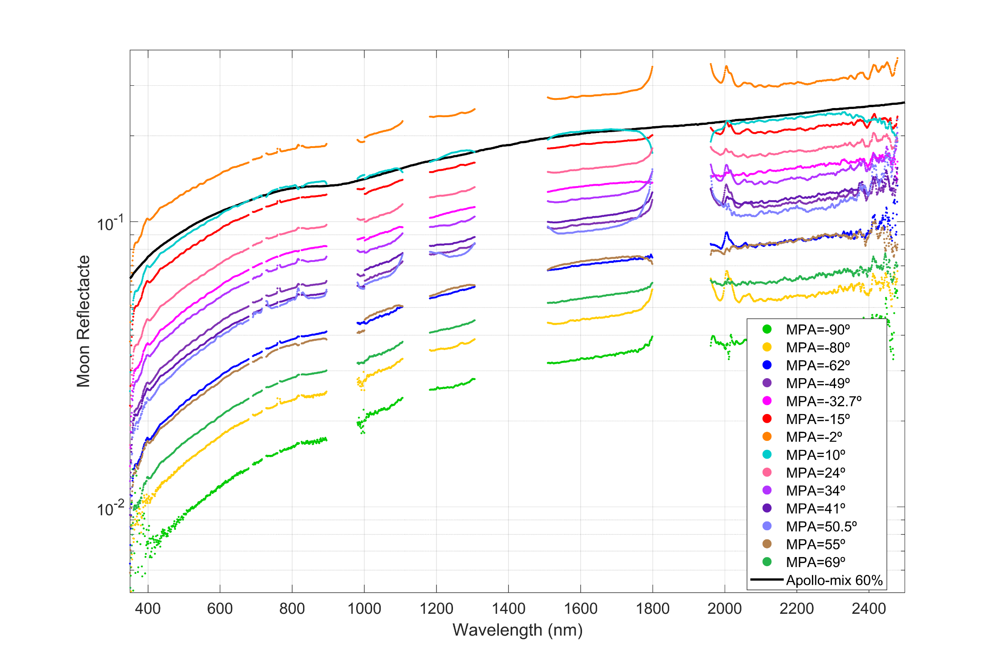 Moon Reflectacte
10^-1
10^-2
400 600 800 1000 1200 1400 1600 1800 2000 2200 2400
Wavelength (nm)
MPA=-90º
MPA=-80º
MPA=-62º
MPA=-49º
MPA=-32.7º
MPA=-15º
MPA=-2º
MPA=10º
MPA=24º
MPA=34º
MPA=41º
MPA=50.5º
MPA=55º
MPA=69º
Apollo-mix 60%